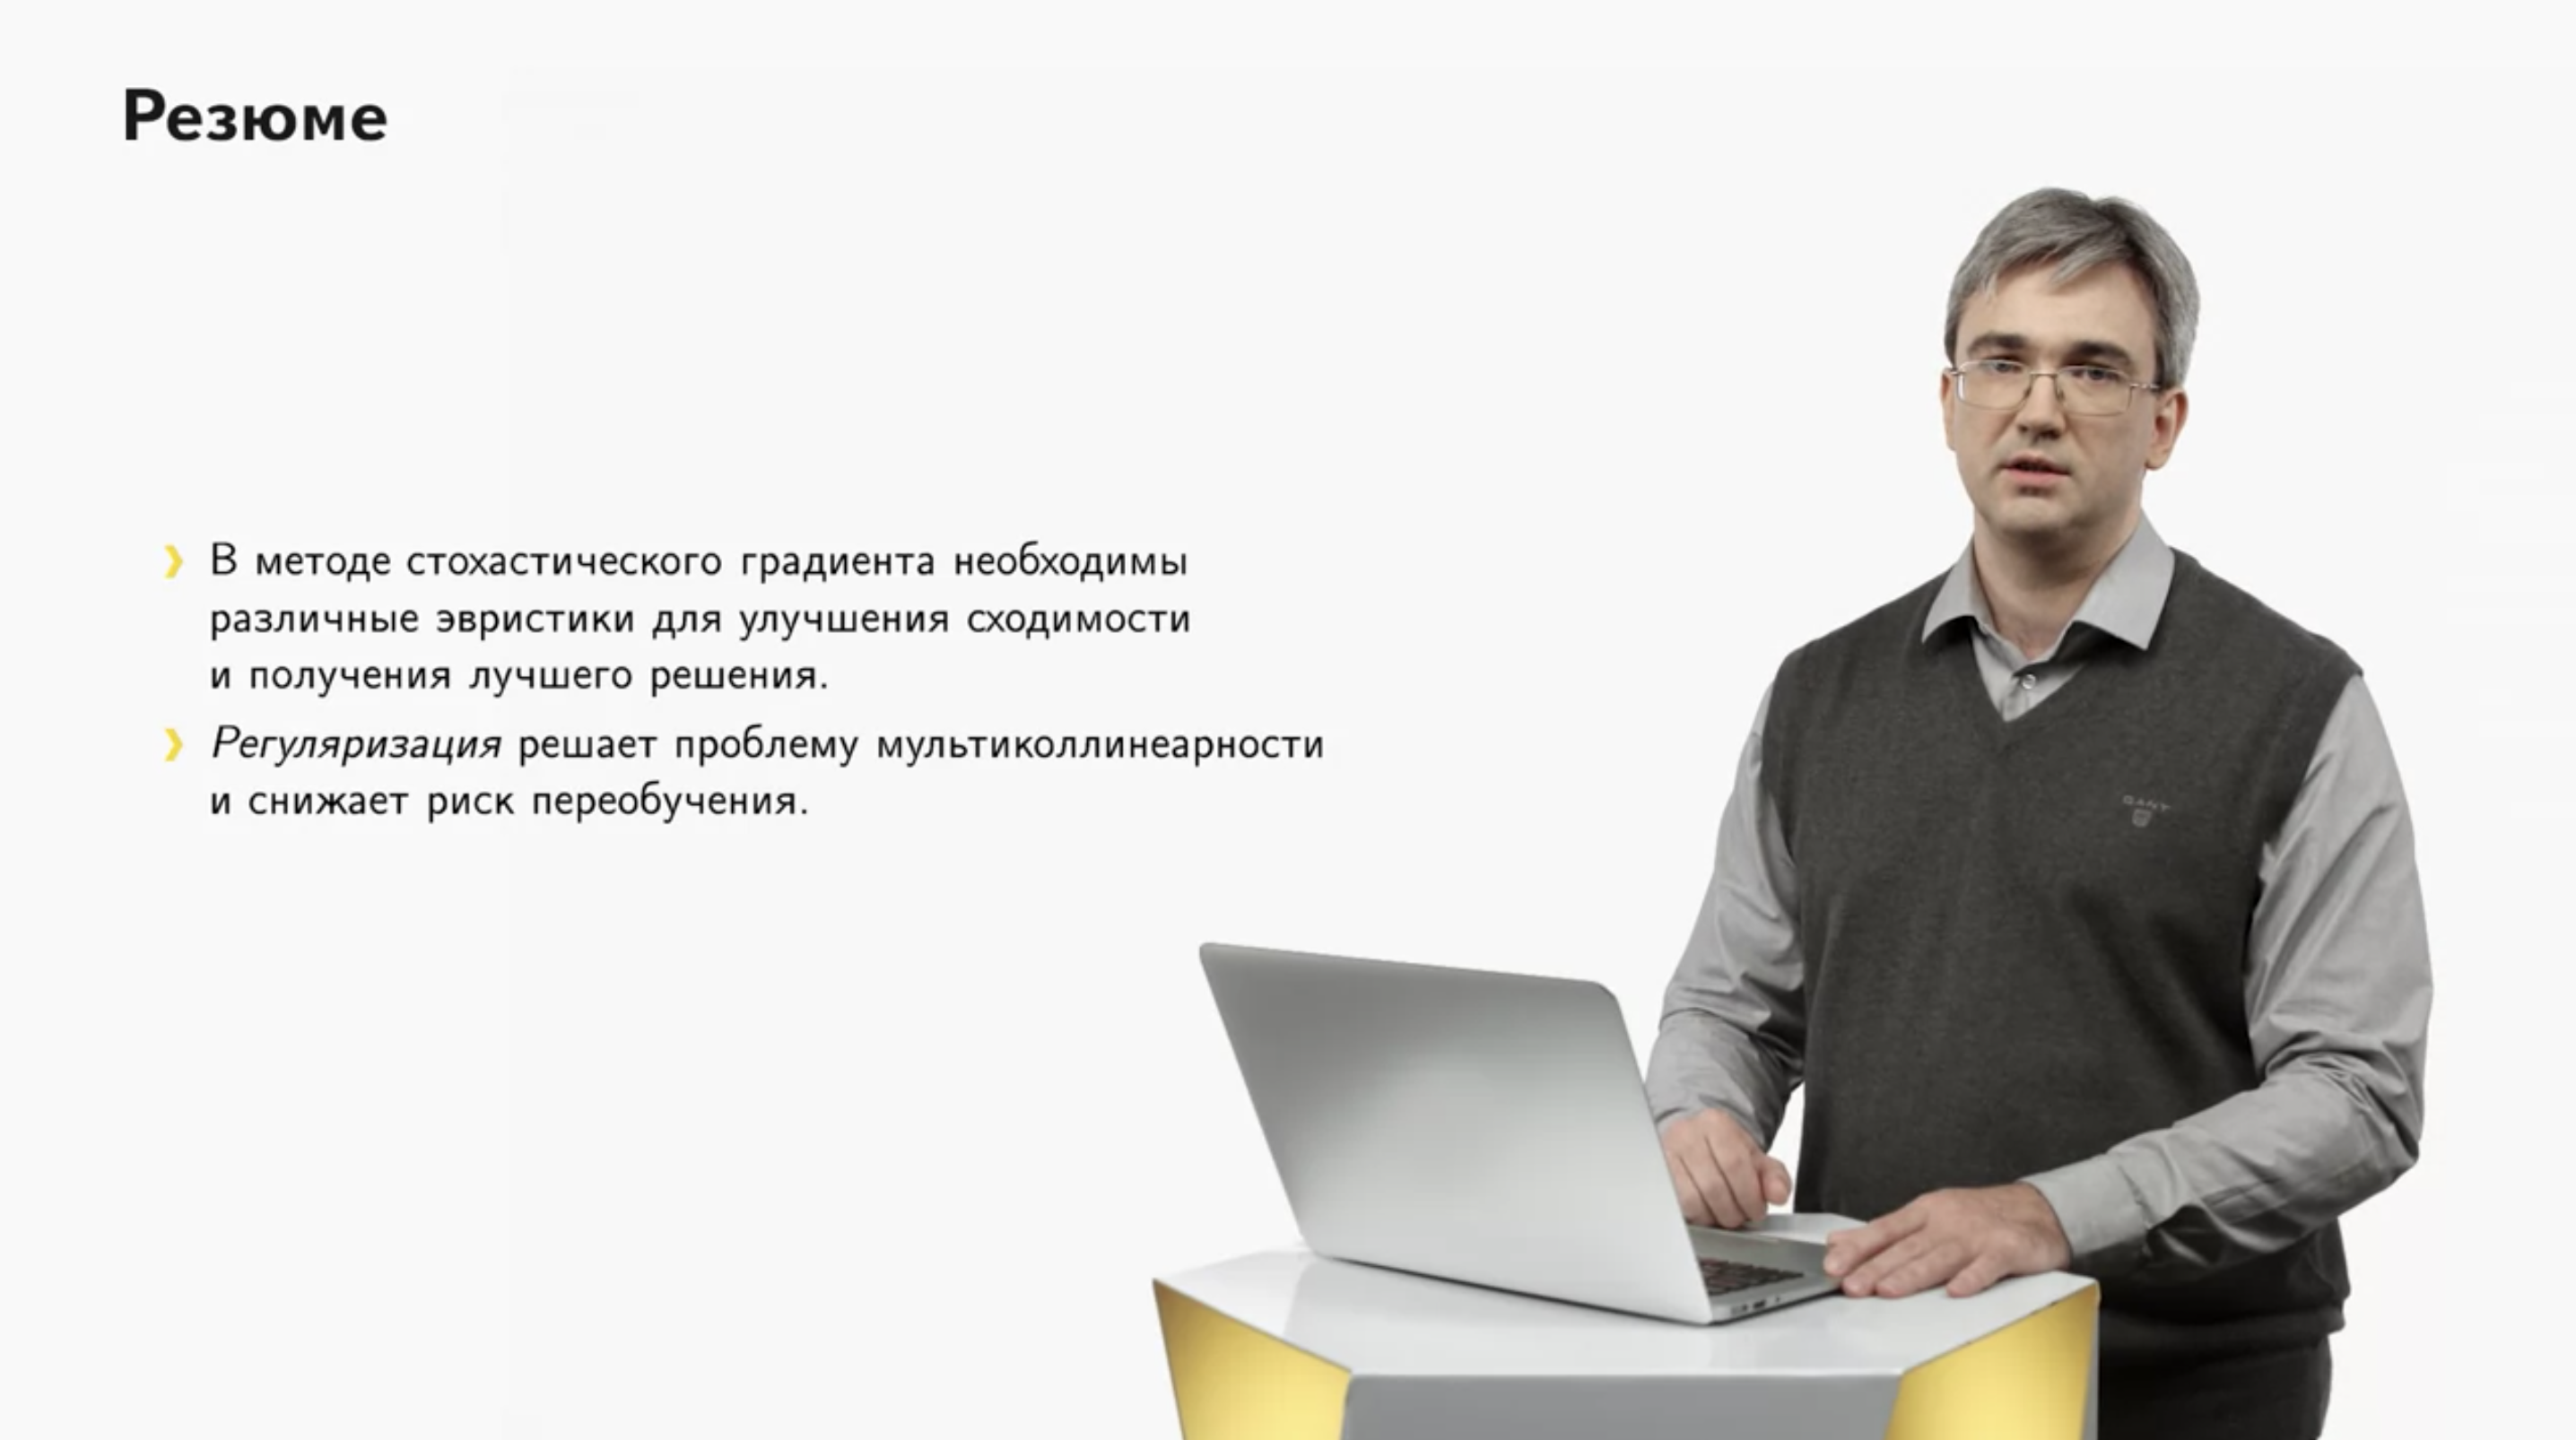 Резюме
В методе стохастического градиента необходимы
различные эвристики для улучшения сходимости
и получения лучшего решения.
Регуляризация решает проблему мультиколлинеарности
и снижает риск переобучения.
GANT